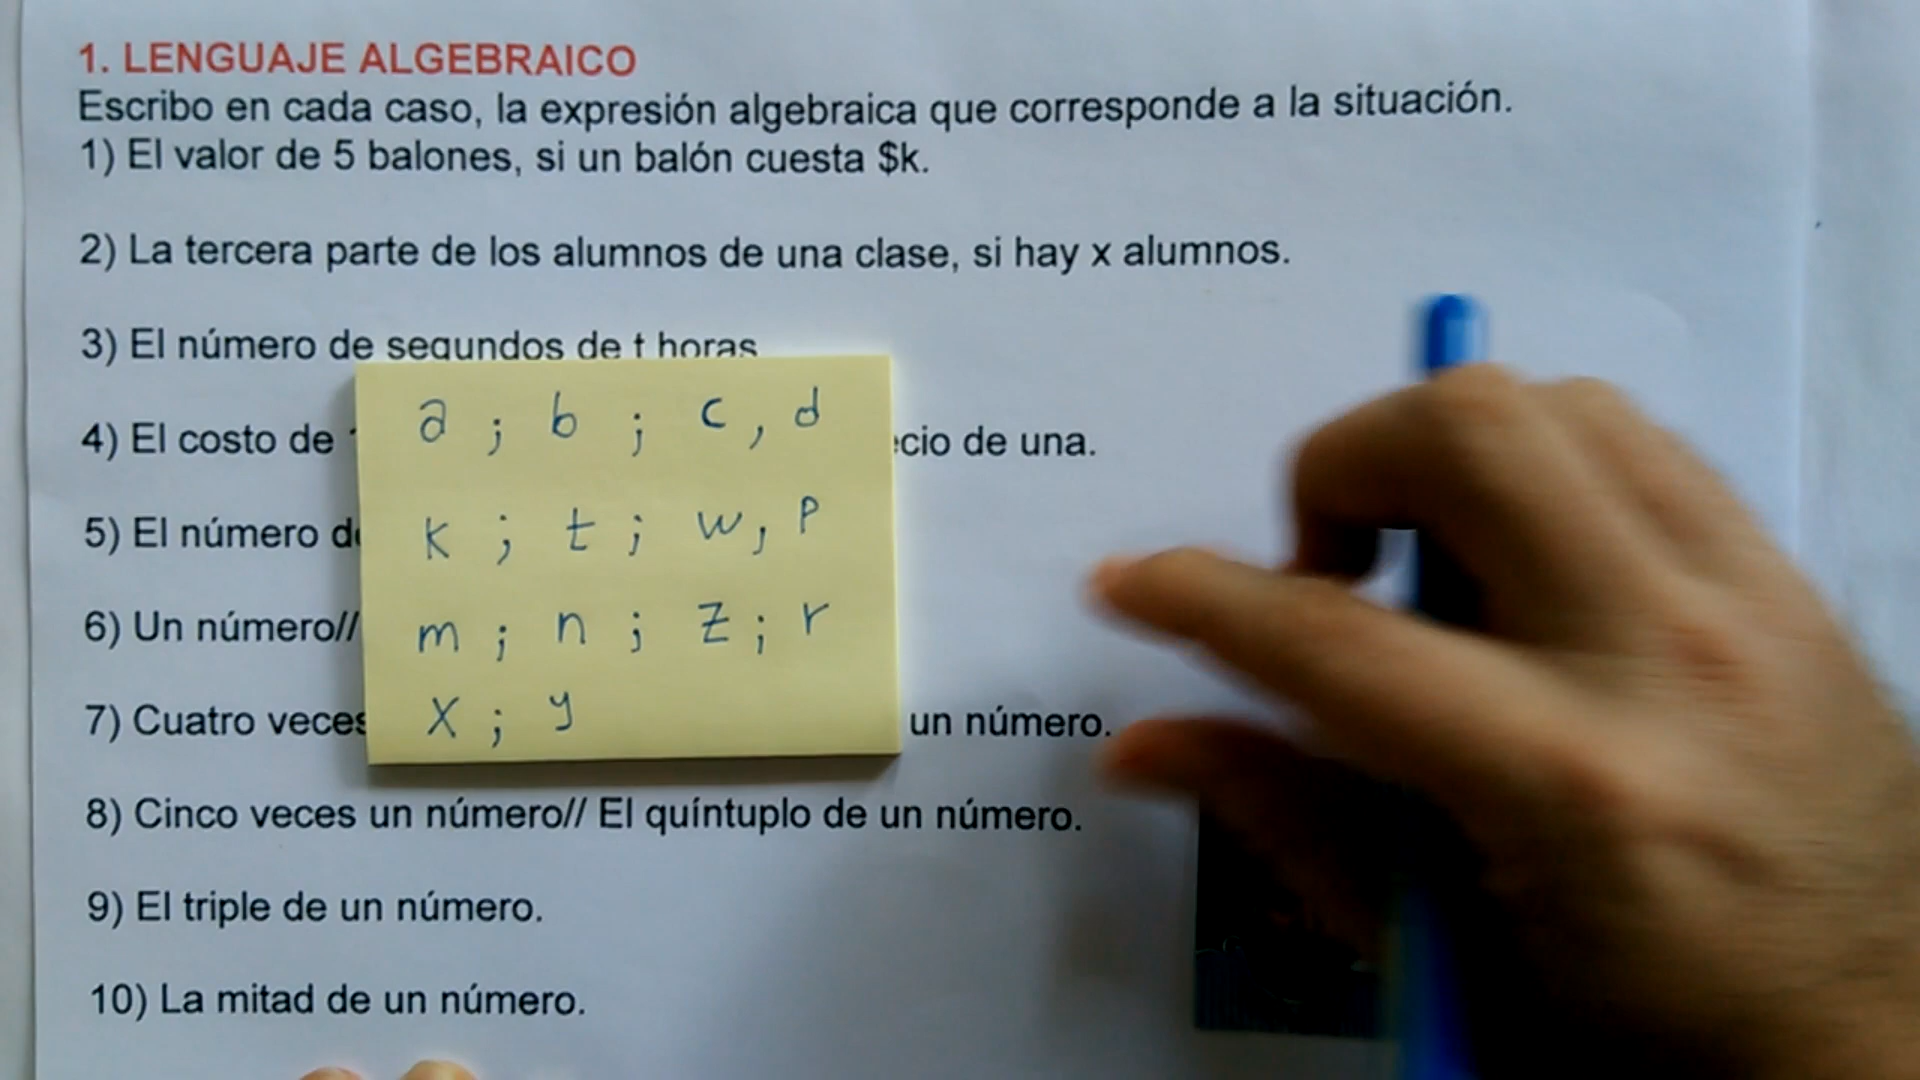 1. LENGUAJE ALGEBRAICO
Escribo en cada caso, la expresión algebraica que corresponde a la situación.
1) El valor de 5 balones, si un balón cuesta $k.
2) La tercera parte de los alumnos de una clase, si hay x alumnos.
3) El número de segundos de t horas
4) El costo de
cio de una.
5) El número
6) Un número//
7) Cuatro veces
un número.
8) Cinco veces un número// El quíntuplo de un número.
9) El triple de un número.
10) La mitad de un número.
a ; b ; c , d
k ; t ; w , p
m ; n ; z ; r
x ; y